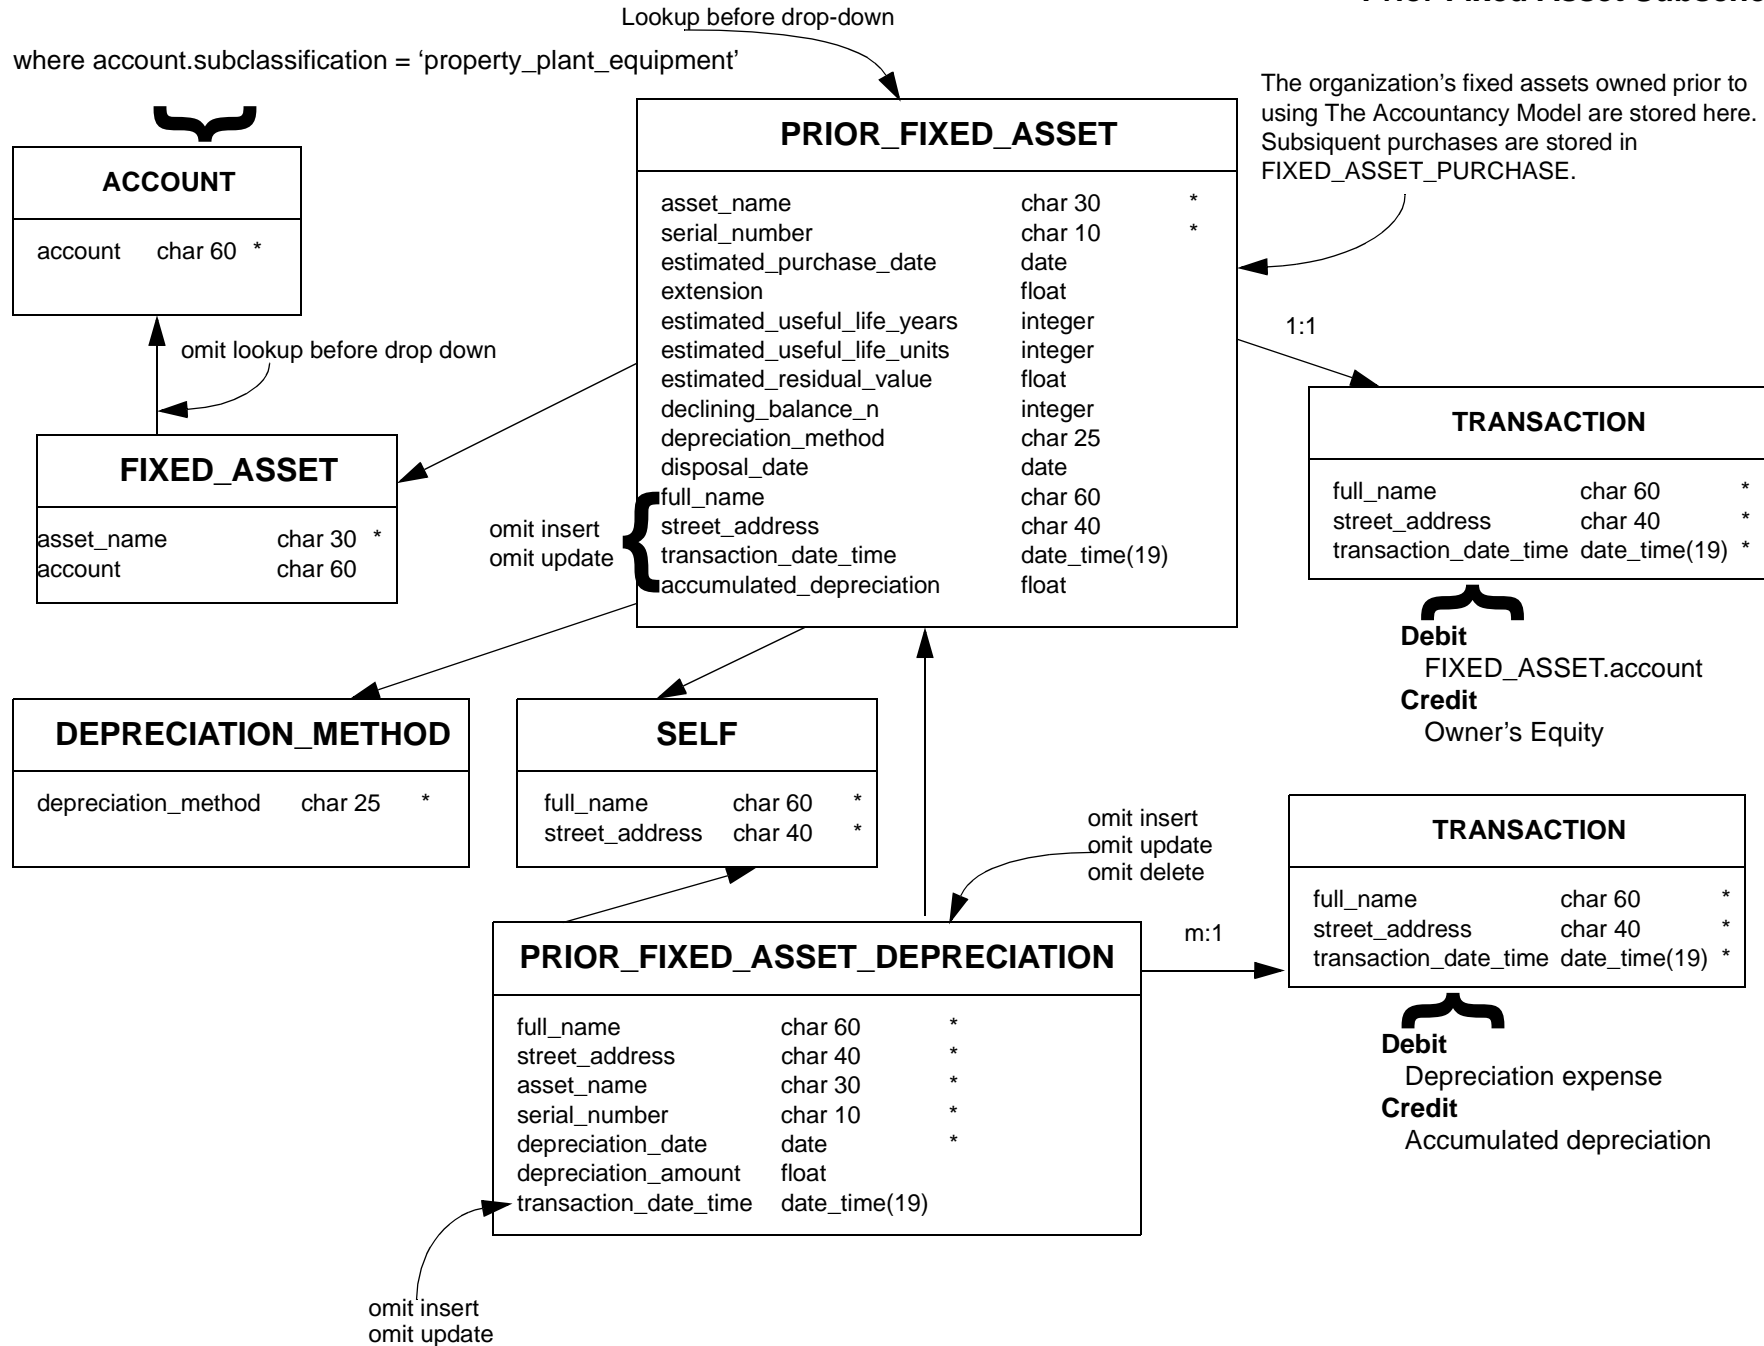 Prior Fixed Asset
Lookup before drop-down
where account.subclassification = ‘property_plant_equipment’
ACCOUNT
account char 60 *
omit lookup before drop down
FIXED_ASSET
asset_name char 30 *
account char 60
PRIOR_FIXED_ASSET
asset_name char 30 *
serial_number char 10 *
estimated_purchase_date date
extension float
estimated_useful_life_years integer
estimated_useful_life_units integer
estimated_residual_value float
declining_balance_n integer
depreciation_method char 25
disposal_date date
full_name char 60
street_address char 40
transaction_date_time date_time(19)
accumulated_depreciation float
omit insert
omit update
The organization’s fixed assets owned prior to
using The Accountancy Model are stored here.
Subsiquent purchases are stored in
FIXED_ASSET_PURCHASE.
1:1
TRANSACTION
full_name char 60 *
street_address char 40 *
transaction_date_time date_time(19) *
Debit
FIXED_ASSET.account
Credit
Owner’s Equity
DEPRECIATION_METHOD
depreciation_method char 25 *
SELF
full_name char 60 *
street_address char 40 *
omit insert
omit update
omit delete
PRIOR_FIXED_ASSET_DEPRECIATION
full_name char 60 *
street_address char 40 *
asset_name char 30 *
serial_number char 10 *
depreciation_date date *
depreciation_amount float
transaction_date_time date_time(19)
omit insert
omit update
m:1
TRANSACTION
full_name char 60 *
street_address char 40 *
transaction_date_time date_time(19) *
Debit
Depreciation expense
Credit
Accumulated depreciation